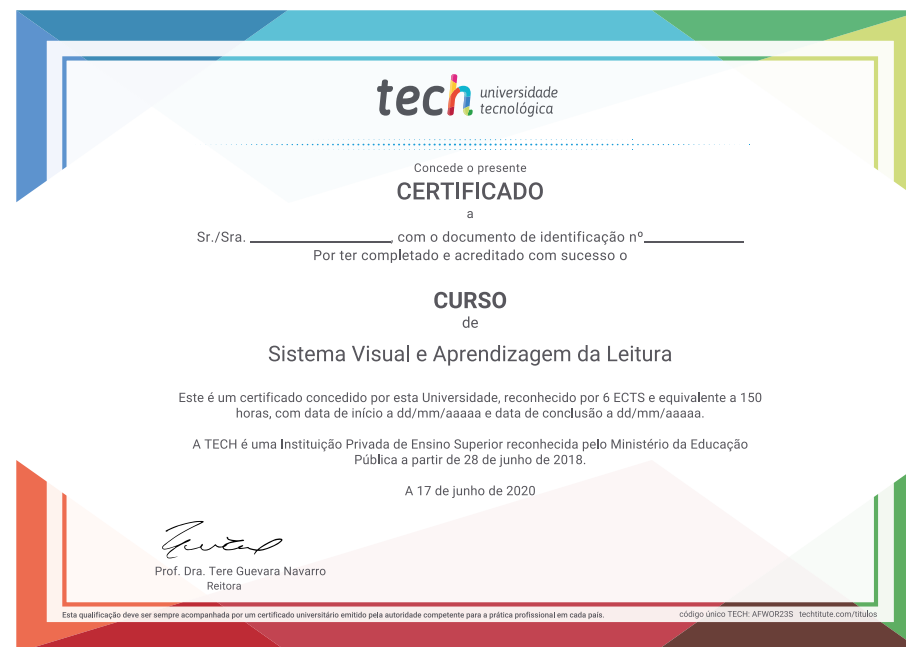 tech universidade
tecnológica
Concede o presente
CERTIFICADO
a
Sr./Sra. ________________, com o documento de identificação nº____________
Por ter completado e acreditado com sucesso o
CURSO
de
Sistema Visual e Aprendizagem da Leitura
Este é um certificado concedido por esta Universidade, reconhecido por 6 ECTS e equivalente a 150
horas, com data de início a dd/mm/aaaaa e data de conclusão a dd/mm/aaaaa.
A TECH é uma Instituição Privada de Ensino Superior reconhecida pelo Ministério da Educação
Pública a partir de 28 de junho de 2018.
A 17 de junho de 2020
Prof. Dra. Tere Guevara Navarro
Reitora
Esta qualificação deve ser sempre acompanhada por um certificado universitário emitido pela autoridade competente para a prática profissional em cada país.
código único TECH: AFWOR23S techtitute.com/titulos